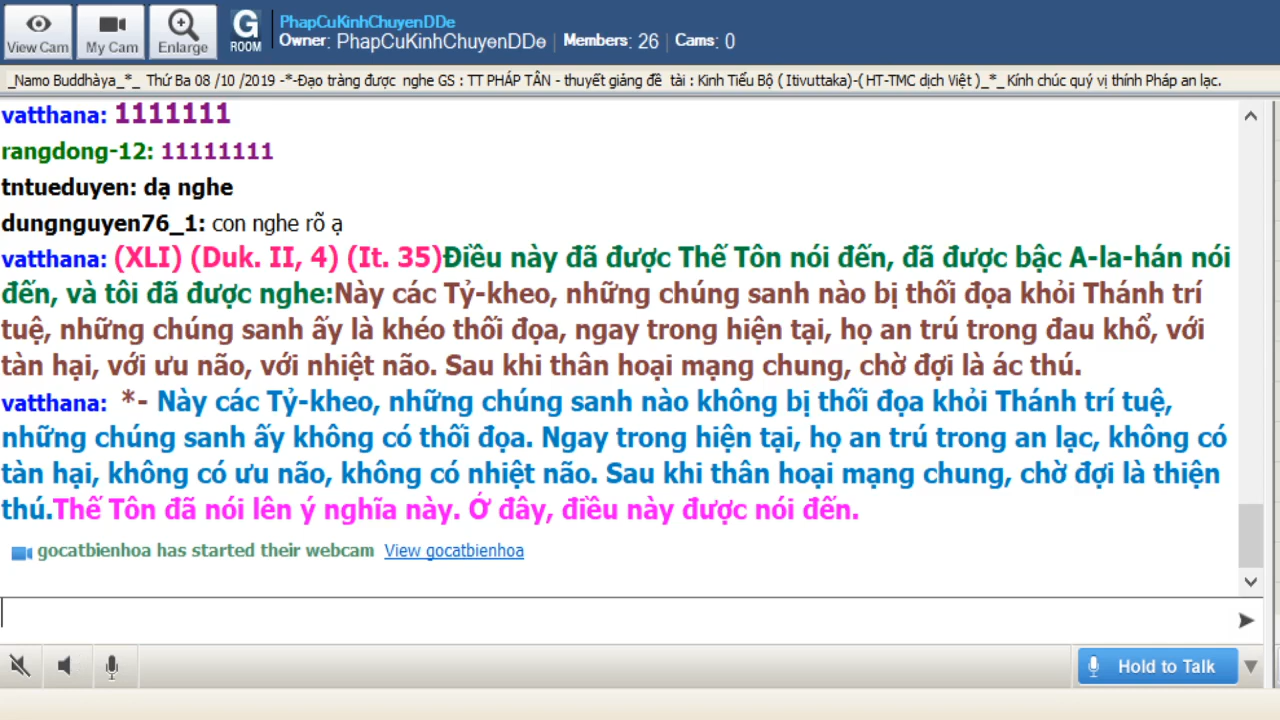 View Cam
My Cam
Enlarge
G
ROOM
PhapCuKinhChuyenDDe
Owner: PhapCuKinhChuyenDDe | Members: 26 | Cams: 0
_Namo Buddhàya_*_ Thứ Ba 08 /10 /2019 -*-Đạo tràng được nghe GS : TT PHÁP TÂN - thuyết giảng đề tài : Kinh Tiểu Bộ ( Itivuttaka)-( HT-TMC dịch Việt )_*_ Kính chúc quý vị thính Pháp an lạc.
vatthana: 1111111
rangdong-12: 11111111
tntueduyen: dạ nghe
dungnguyen76_1: con nghe rõ ạ
vatthana: (XLI) (Duk. II, 4) (It. 35)Điều này đã được Thế Tôn nói đến, đã được bậc A-la-hán nói
đến, và tôi đã được nghe:Này các Tỷ-kheo, những chúng sanh nào bị thối đọa khỏi Thánh trí
tuệ, những chúng sanh ấy là khéo thối đọa, ngay trong hiện tại, họ an trú trong đau khổ, với
tàn hại, với ưu não, với nhiệt não. Sau khi thân hoại mạng chung, chờ đợi là ác thú.
vatthana: *- Này các Tỷ-kheo, những chúng sanh nào không bị thối đọa khỏi Thánh trí tuệ,
những chúng sanh ấy không có thối đọa. Ngay trong hiện tại, họ an trú trong an lạc, không có
tàn hại, không có ưu não, không có nhiệt não. Sau khi thân hoại mạng chung, chờ đợi là thiện
thú.Thế Tôn đã nói lên ý nghĩa này. Ớ đây, điều này được nói đến.
gocatbienhoa has started their webcam View gocatbienhoa
Hold to Talk